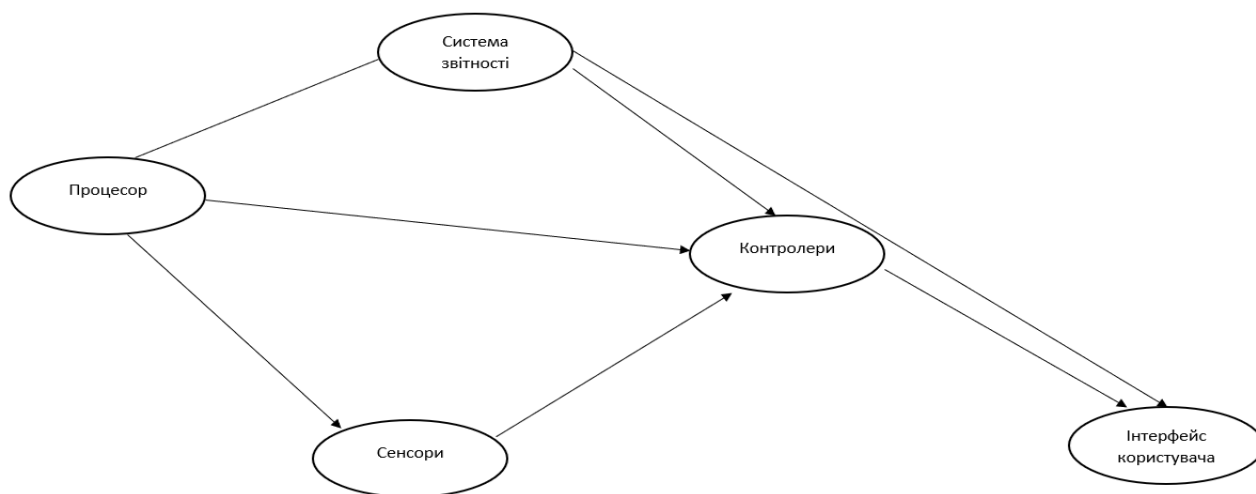 Система
звітності
Процесор
Контролери
Сенсори
Інтерфейс
користувача